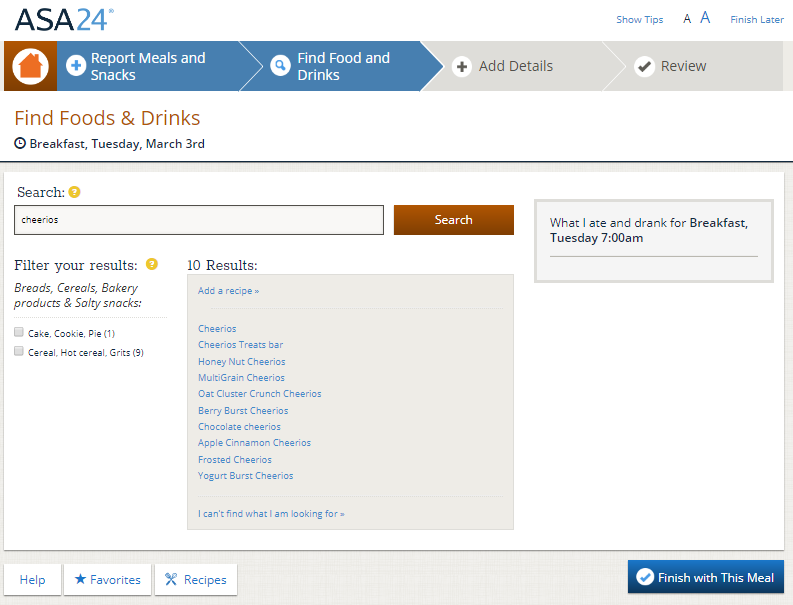 ASA24®
Show Tips
A A
Finish Later
Report Meals and
Snacks
Find Food and
Drinks
Add Details
Review
Find Foods & Drinks
Breakfast, Tuesday, March 3rd
Search: ?
cheerios
Search
What I ate and drank for Breakfast,
Tuesday 7:00am
Filter your results: ?
Breads, Cereals, Bakery
products & Salty snacks:
Cake, Cookie, Pie (1)
Cereal, Hot cereal, Grits (9)
10 Results:
Add a recipe »
Cheerios
Cheerios Treats bar
Honey Nut Cheerios
MultiGrain Cheerios
Oat Cluster Crunch Cheerios
Berry Burst Cheerios
Chocolate cheerios
Apple Cinnamon Cheerios
Frosted Cheerios
Yogurt Burst Cheerios
I can't find what I am looking for »
Help
Favorites
Recipes
Finish with This Meal